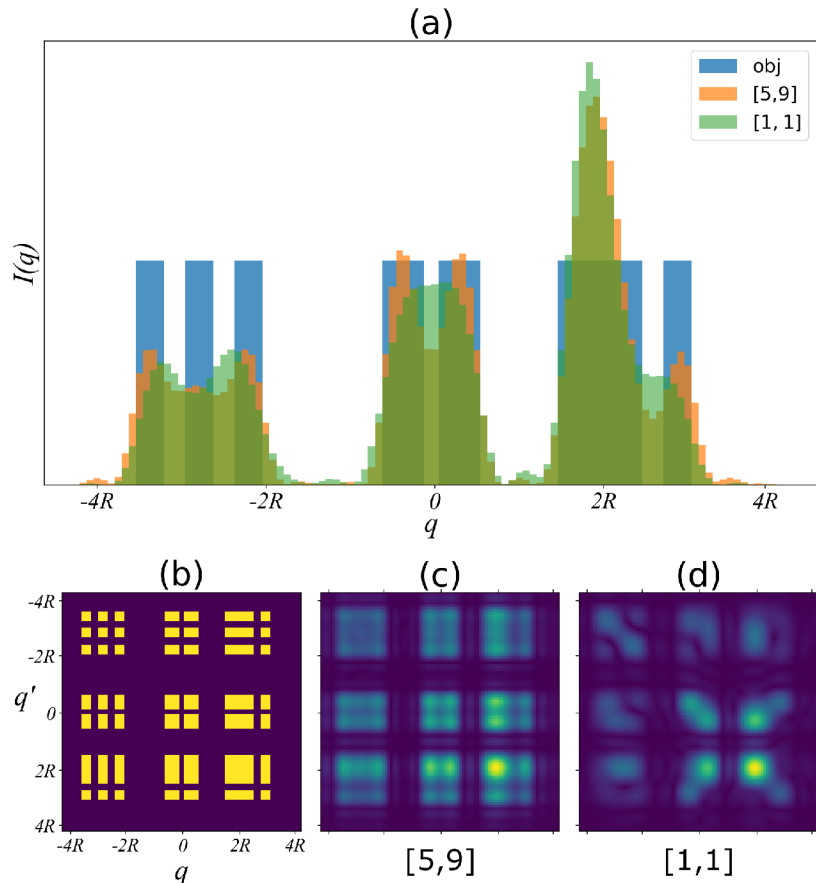 (a)
obj
[5,9]
[1, 1]
I(q)
-4R -2R 0 2R 4R
q
(b) (c) (d)
-4R
-2R
q' 0
2R
4R
-4R -2R 0 2R 4R
q [5,9] [1,1]